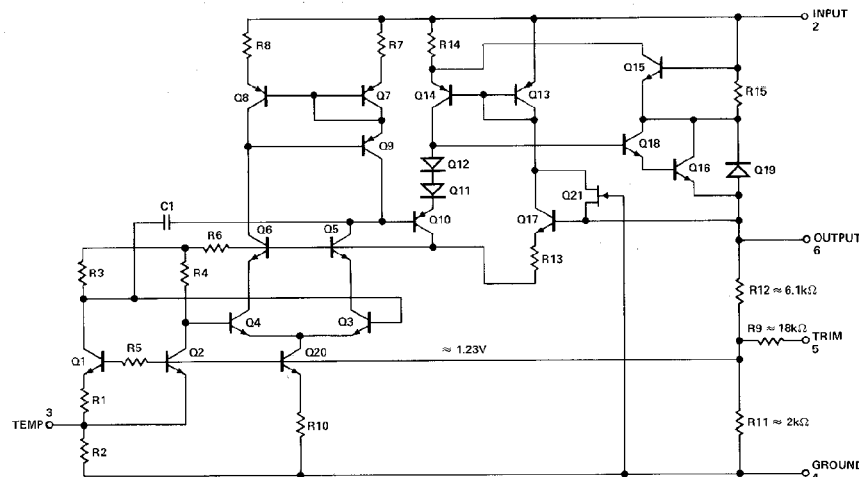 INPUT
2
R8
R7
R14
Q15
Q8
Q7
Q14
Q13
R15
Q9
Q18
Q12
Q16
Q19
Q11
Q21
C1
Q10
Q17
R6
Q6
Q5
OUTPUT
6
R3
R4
R13
R12 ≈ 6.1kΩ
Q4
Q3
R9 ≈ 18kΩ
TRIM
5
≈ 1.23V
R5
Q1
Q2
Q20
R1
3
TEMP
R10
R11 ≈ 2kΩ
R2
GROUND